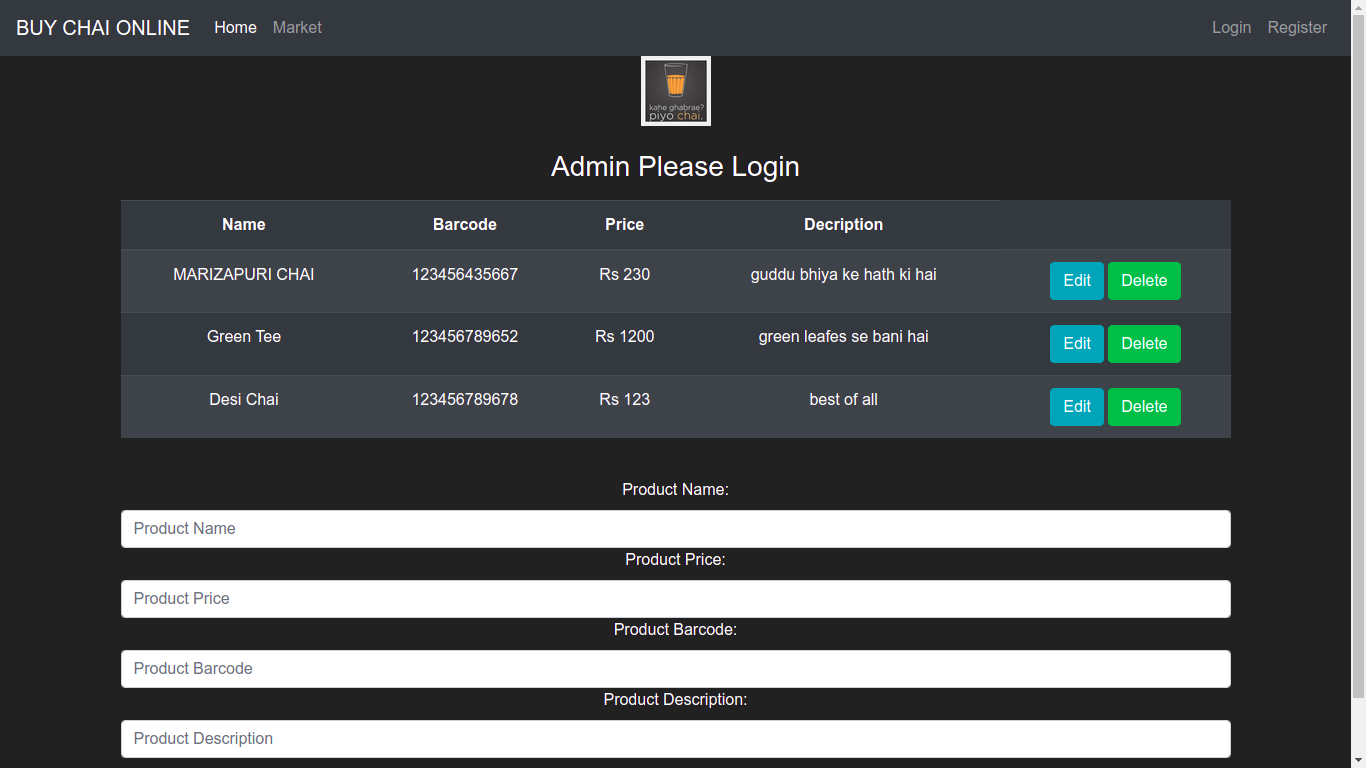 BUY CHAI ONLINE Home Market Login Register
kahe ghabrae?
piyo chai.
Admin Please Login
Name Barcode Price Decription
MARIZAPURI CHAI 123456435667 Rs 230 guddu bhiya ke hath ki hai Edit Delete
Green Tee 123456789652 Rs 1200 green leafes se bani hai Edit Delete
Desi Chai 123456789678 Rs 123 best of all Edit Delete
Product Name:
Product Name
Product Price:
Product Price
Product Barcode:
Product Barcode
Product Description:
Product Description